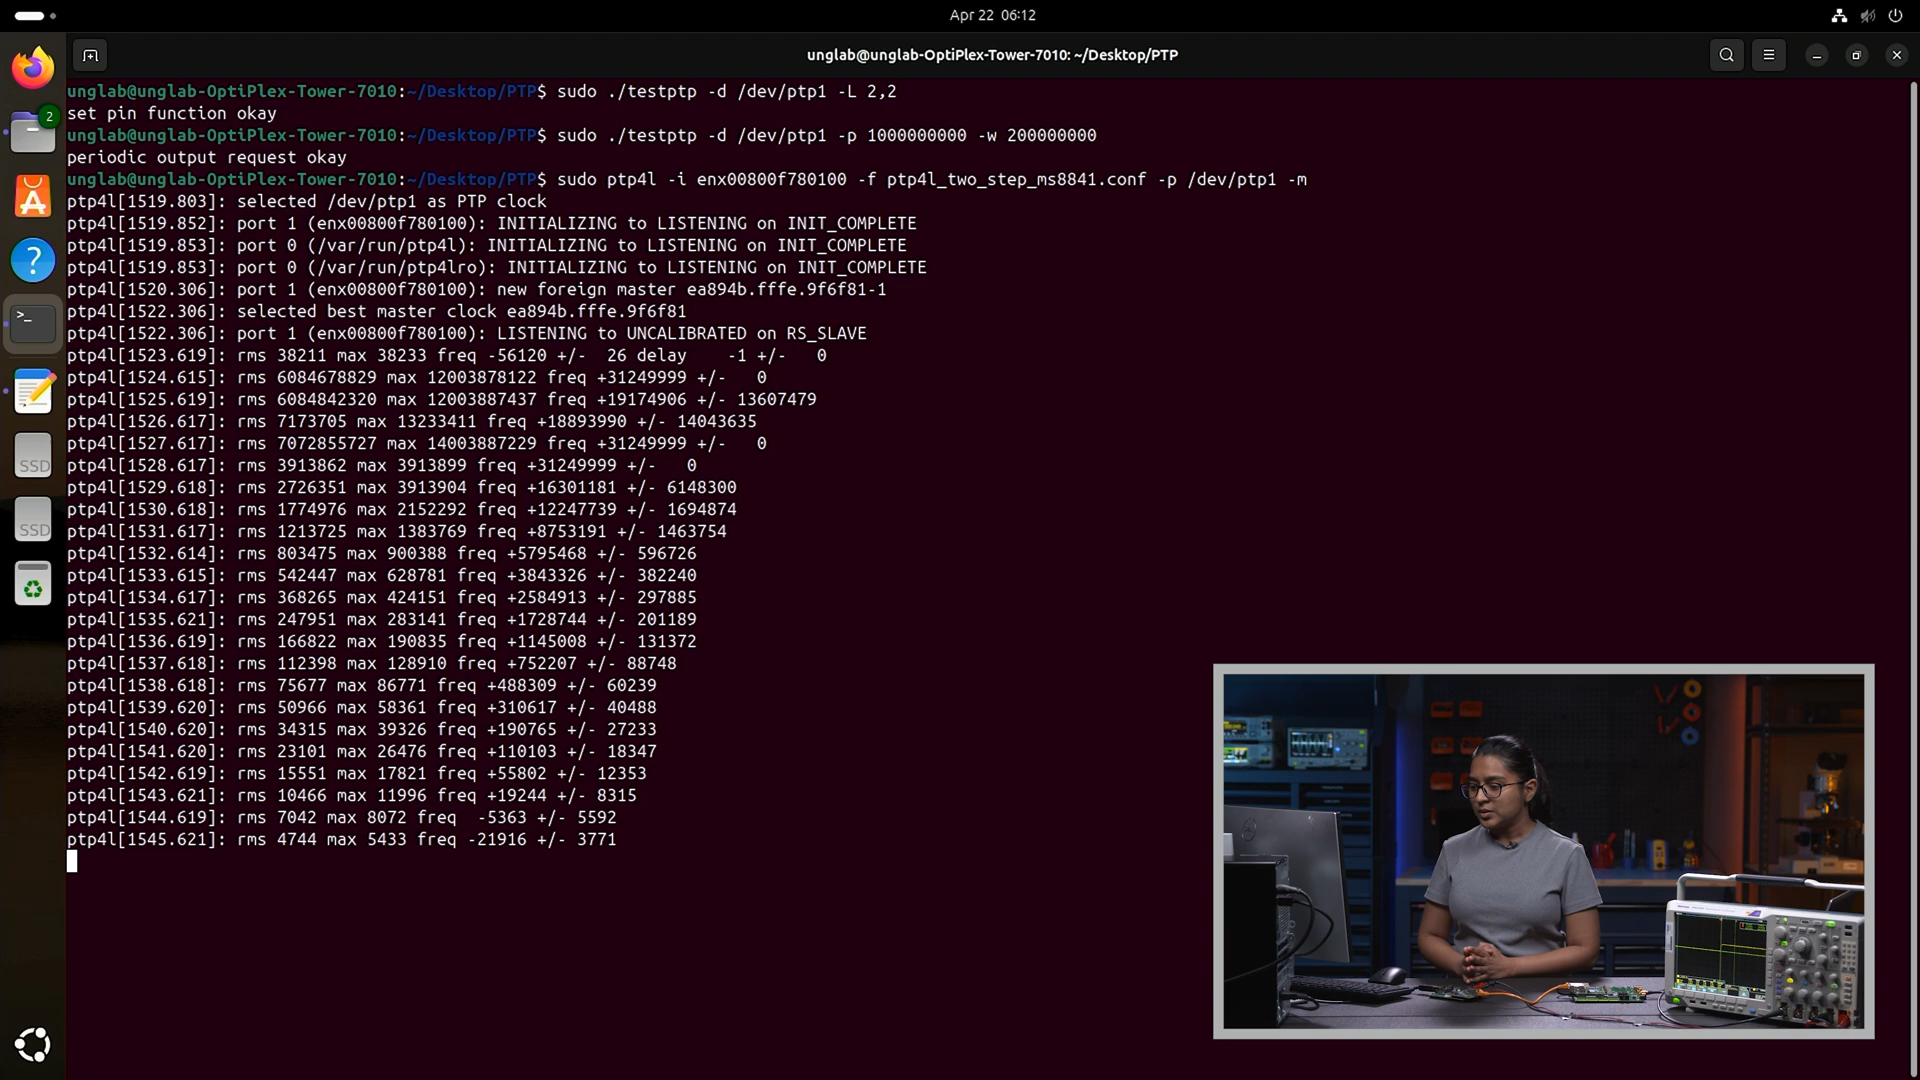 Apr 22 06:12
unglab@unglab-OptiPlex-Tower-7010: ~/Desktop/PTP
2
unglab@unglab-OptiPlex-Tower-7010:~/Desktop/PTP$ sudo ./testptp -d /dev/ptp1 -L 2,2
set pin function okay
unglab@unglab-OptiPlex-Tower-7010:~/Desktop/PTP$ sudo ./testptp -d /dev/ptp1 -p 1000000000 -w 200000000
periodic output request okay
unglab@unglab-OptiPlex-Tower-7010:~/Desktop/PTP$ sudo ptp4l -i enx00800f780100 -f ptp4l_two_step_ms8841.conf -p /dev/ptp1 -m
ptp4l[1519.803]: selected /dev/ptp1 as PTP clock
ptp4l[1519.852]: port 1 (enx00800f780100): INITIALIZING to LISTENING on INIT_COMPLETE
ptp4l[1519.853]: port 0 (/var/run/ptp4l): INITIALIZING to LISTENING on INIT_COMPLETE
ptp4l[1519.853]: port 0 (/var/run/ptp4lro): INITIALIZING to LISTENING on INIT_COMPLETE
ptp4l[1520.306]: port 1 (enx00800f780100): new foreign master ea894b.fffe.9f6f81-1
ptp4l[1522.306]: selected best master clock ea894b.fffe.9f6f81
ptp4l[1522.306]: port 1 (enx00800f780100): LISTENING to UNCALIBRATED on RS_SLAVE
ptp4l[1523.619]: rms 38211 max 38233 freq -56120 +/- 26 delay -1 +/- 0
ptp4l[1524.615]: rms 6084678829 max 12003878122 freq +31249999 +/- 0
ptp4l[1525.619]: rms 6084842320 max 12003887437 freq +19174906 +/- 13607479
ptp4l[1526.617]: rms 7173705 max 13233411 freq +18893990 +/- 14043635
ptp4l[1527.617]: rms 7072855727 max 14003887229 freq +31249999 +/- 0
ptp4l[1528.617]: rms 3913862 max 3913899 freq +31249999 +/- 0
ptp4l[1529.618]: rms 2726351 max 3913904 freq +16301181 +/- 6148300
ptp4l[1530.618]: rms 1774976 max 2152292 freq +12247739 +/- 1694874
ptp4l[1531.617]: rms 1213725 max 1383769 freq +8753191 +/- 1463754
ptp4l[1532.614]: rms 803475 max 900388 freq +5795468 +/- 596726
ptp4l[1533.615]: rms 542447 max 628781 freq +3843326 +/- 382240
ptp4l[1534.617]: rms 368265 max 424151 freq +2584913 +/- 297885
ptp4l[1535.621]: rms 247951 max 283141 freq +1728744 +/- 201189
ptp4l[1536.619]: rms 166822 max 190835 freq +1145008 +/- 131372
ptp4l[1537.618]: rms 112398 max 128910 freq +752207 +/- 88748
ptp4l[1538.618]: rms 75677 max 86771 freq +488309 +/- 60239
ptp4l[1539.620]: rms 50966 max 58361 freq +310617 +/- 40488
ptp4l[1540.620]: rms 34315 max 39326 freq +190765 +/- 27233
ptp4l[1541.620]: rms 23101 max 26476 freq +110103 +/- 18347
ptp4l[1542.619]: rms 15551 max 17821 freq +55802 +/- 12353
ptp4l[1543.621]: rms 10466 max 11996 freq +19244 +/- 8315
ptp4l[1544.619]: rms 7042 max 8072 freq -5363 +/- 5592
ptp4l[1545.621]: rms 4744 max 5433 freq -21916 +/- 3771
SSD
SSD